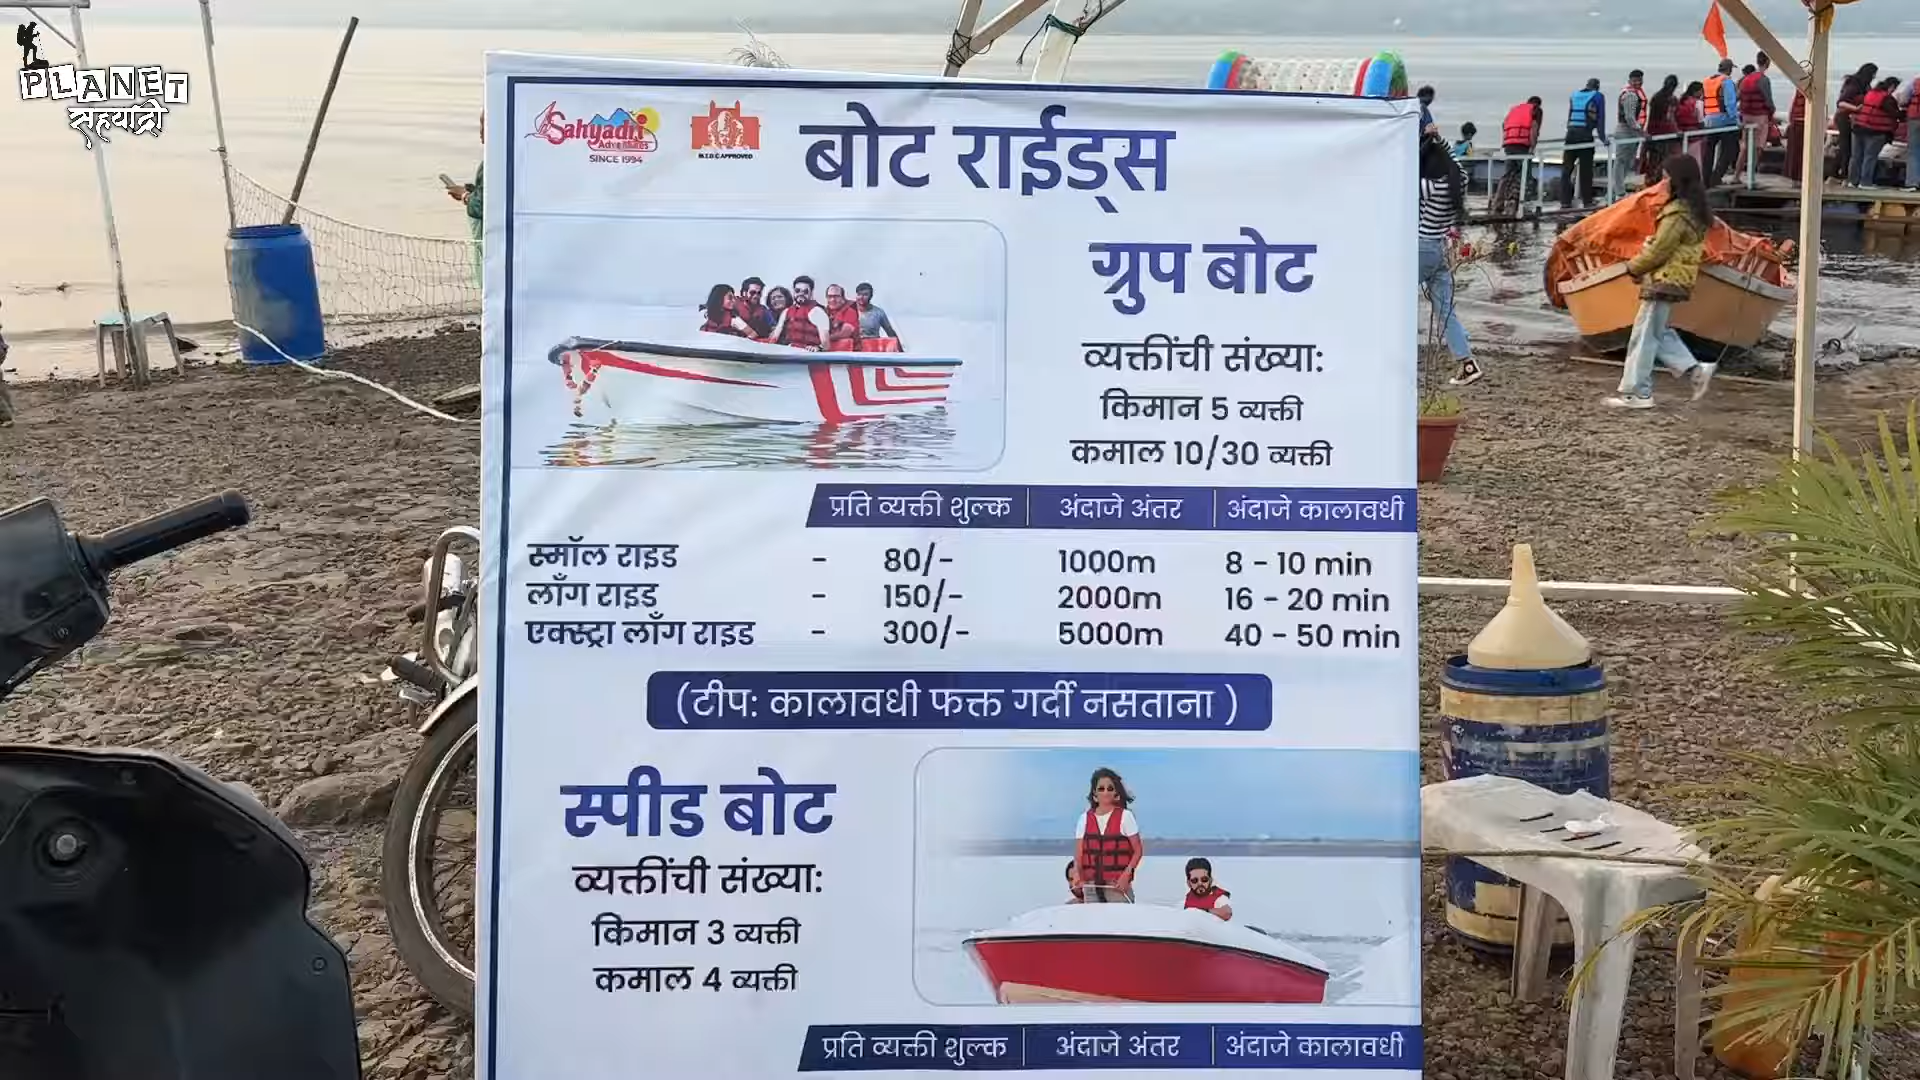 PLANET
सह्याद्री
Sahyadri
Adventures
SINCE 1994
M.T.D.C APPROVED
बोट राईड्स
ग्रुप बोट
व्यक्तींची संख्या:
किमान 5 व्यक्ती
कमाल 10/30 व्यक्ती
प्रति व्यक्ती शुल्क अंदाजे अंतर अंदाजे कालावधी
स्मॉल राइड - 80/- 1000m 8 - 10 min
लॉंग राइड - 150/- 2000m 16 - 20 min
एक्स्ट्रा लॉंग राइड - 300/- 5000m 40 - 50 min
(टीप: कालावधी फक्त गर्दी नसताना )
स्पीड बोट
व्यक्तींची संख्या:
किमान 3 व्यक्ती
कमाल 4 व्यक्ती
प्रति व्यक्ती शुल्क अंदाजे अंतर अंदाजे कालावधी